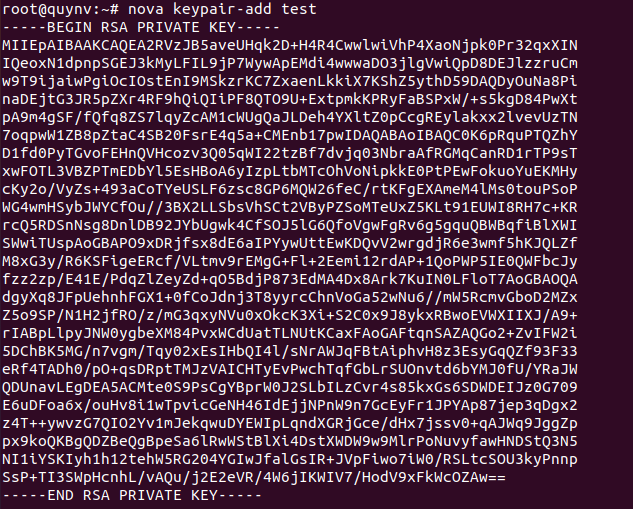 root@quynv:~# nova keypair-add test
-----BEGIN RSA PRIVATE KEY-----
MIIEpAIBAAKCAQEA2RVzJB5aveUHqk2D+H4R4CwwlwiVhP4XaoNjpk0Pr32qxXIN
IQeoxN1dpnpSGEJ3kMyLFIL9jP7WywApEMdi4wwwaDO3jlgVwiQpD8DEJlzzruCm
w9T9ijaiwPgiOcIOstEnI9MSkzrKC7ZxaenLkkiX7KShZ5ythD59DAQDyOuNa8Pi
naDEjtG3JR5pZXr4RF9hQiQIiPF8QTO9U+ExtpmkKPRyFaBSPxW/+s5kgD84PwXt
pA9m4gSF/fQfq8ZS7lqyZcAM1cWUgQaJLDeh4YXltZ0pCcgREylakxx2lvevUzTN
7oqpwW1ZB8pZtaC4SB20FsrE4q5a+CMEnb17pwIDAQABAoIBAQC0K6pRquPTQZhY
D1fd0PyTGvoFEHnQVHcozv3Q05qWI22tzBf7dvjq03NbraAfRGMqCanRD1rTP9sT
xwFOTL3VBZPTmEDbYl5EsHBoA6yIzpLtbMTcOhVoNipkkE0PtPEwFokuoYuEKMHy
cKy2o/VyZs+493aCoTYeUSLF6zsc8GP6MQW26feC/rtKFgEXAmeM4lMs0touPSoP
WG4wmHSybJWYCfOu//3BX2LLSbsVhSCt2VByPZSoMTeUxZ5KLt91EUWI8RH7c+KR
rcQ5RDSnNsg8DnlDB92JYbUgwk4CfSOJ5lG6QfoVgwFgRv6g5gquQBWBqfiBlXWI
SWwiTUspAoGBAPO9xDRjfsx8dE6aIPYywUttEwKDQvV2wrgdjR6e3wmf5hKJQLZf
M8xG3y/R6KSFigeERcf/VLtmv9rEMgG+Fl+2Eemi12rdAP+1QoPWP5IE0QWFbcJy
fzz2zp/E41E/PdqZlZeyZd+qO5BdjP873EdMA4Dx8Ark7KuIN0LFloT7AoGBAOQA
dgyXq8JFpUehnhFGX1+0fCoJdnj3T8yyrcChnVoGa52wNu6//mW5RcmvGboD2MZx
Z5o9SP/N1H2jfRO/z/mG3qxyNVu0xOkcK3Xi+S2C0x9J8ykxRBwoEVWXIIXJ/A9+
rIABpLlpyJNW0ygbeXM84PvxWCdUatTLNUtKCaxFAoGAFtqnSAZAQGo2+ZvIFW2i
5DChBK5MG/n7vgm/Tqy02xEsIHbQI4l/sNrAWJqFBtAiphvH8z3EsyGqQZf93F33
eRf4TADh0/pO+qsDRptTMJzVAICHTyEvPwchTqfGbLrSUOnvtd6bYMJ0fU/YRaJW
QDUnavLEgDEA5ACMte0S9PsCgYBprW0J2SLbILzCvr4s85kxGs6SDWDEIJz0G709
E6uDFoa6x/ouHv8i1wTpvicGeNH46IdEjjNPnW9n7GcEyFr1JPYAp87jep3qDgx2
z4T++ywvzG7QIO2Yv1mJekqwuDYEWIpLqndXGRjGce/dHx7jssv0+qAJWq9JggZp
px9koQKBgQDZBeQgBpeSa6lRwWStBlXi4DstXWDW9w9MlrPoNuvyfawHNDStQ3N5
NI1iYSKIyh1h12tehW5RG204YGIwJfalGsIR+JVpFiwo7iW0/RSLtcSOU3kyPnnp
SsP+TI3SWpHcnhL/vAQu/j2E2eVR/4W6jIKWIV7/HodV9xFkWcOZAw==
-----END RSA PRIVATE KEY-----